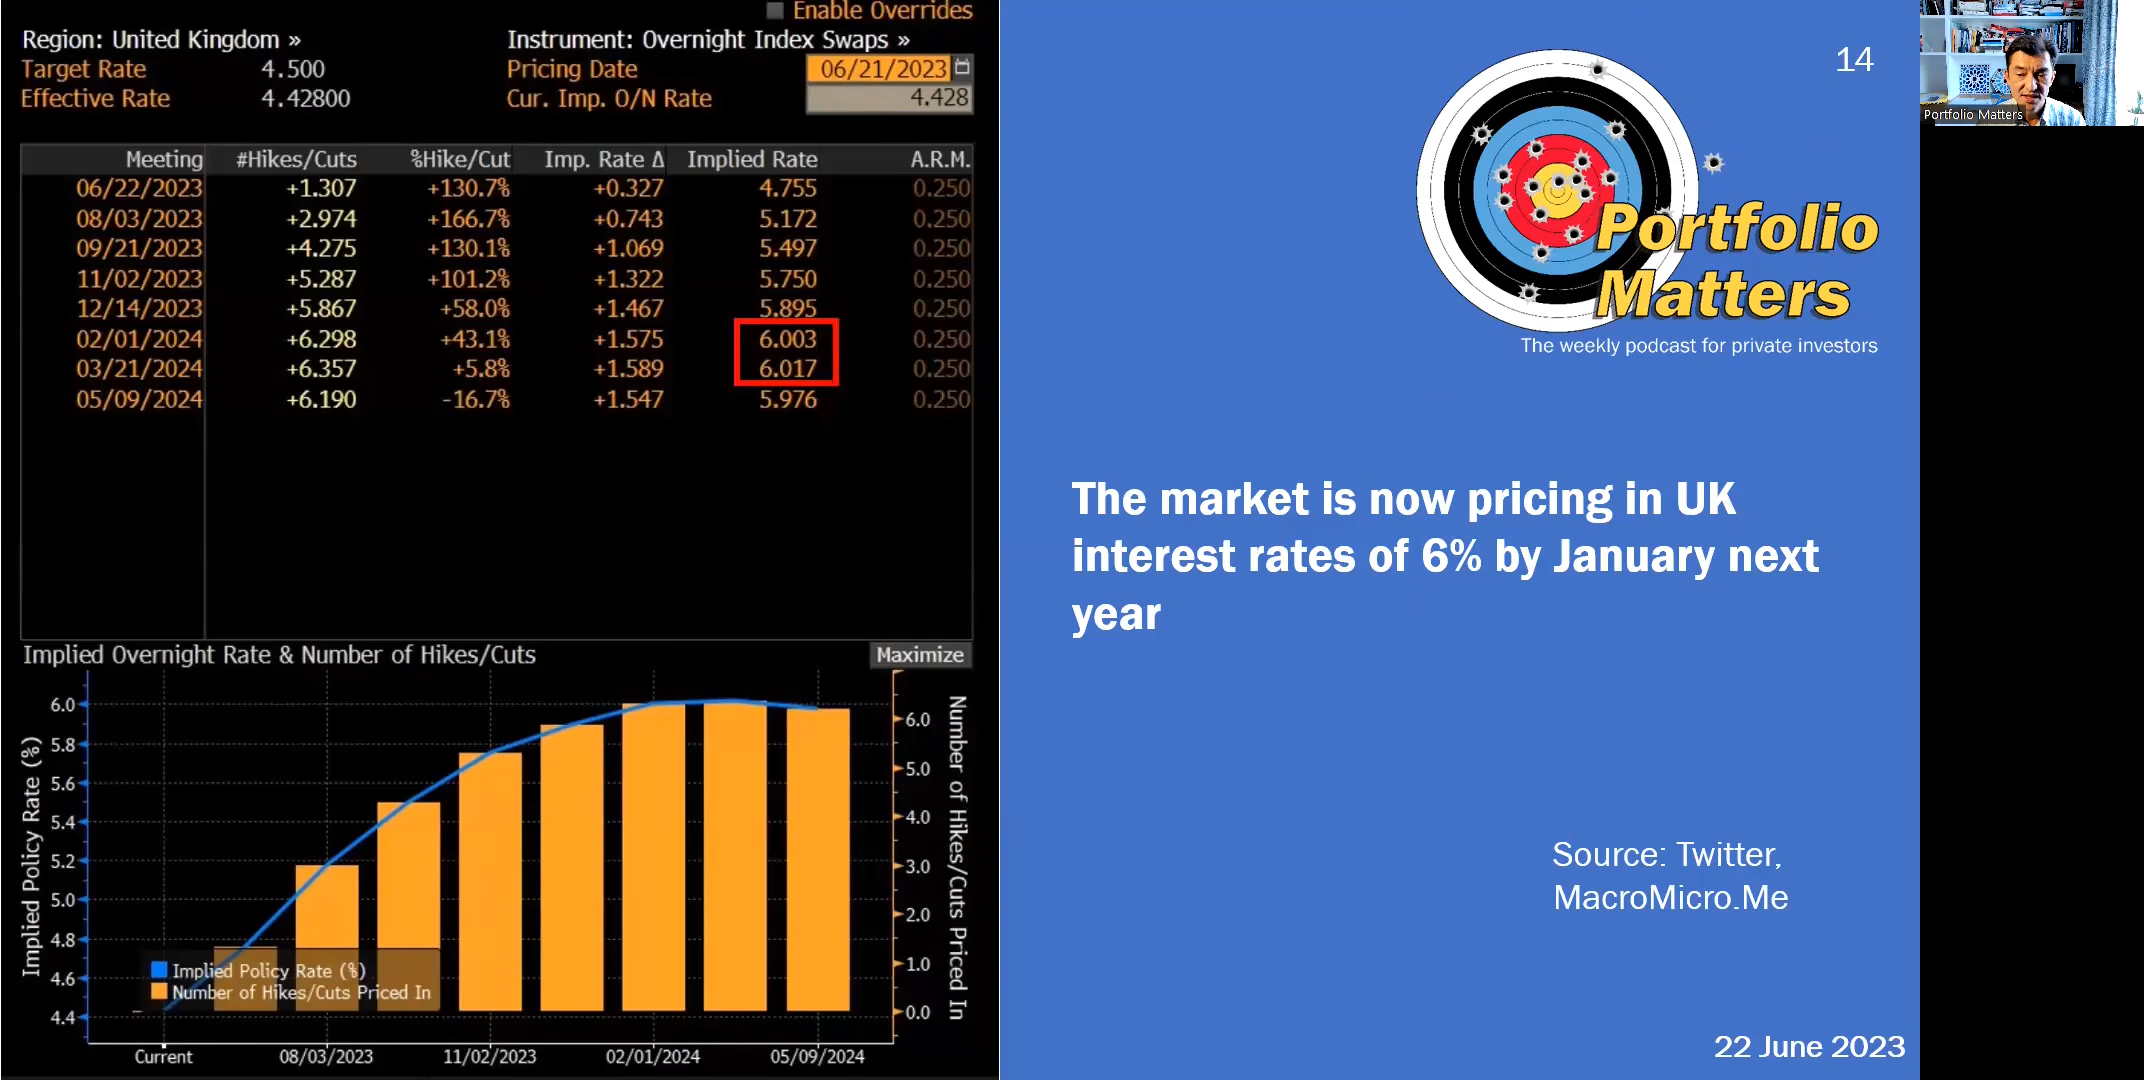 Enable Overrides
Region: United Kingdom » Instrument: Overnight Index Swaps »
Target Rate 4.500 Pricing Date 06/21/2023
Effective Rate 4.42800 Cur. Imp. O/N Rate 4.428
Meeting #Hikes/Cuts %Hike/Cut Imp. Rate Δ Implied Rate A.R.M.
06/22/2023 +1.307 +130.7% +0.327 4.755 0.250
08/03/2023 +2.974 +166.7% +0.743 5.172 0.250
09/21/2023 +4.275 +130.1% +1.069 5.497 0.250
11/02/2023 +5.287 +101.2% +1.322 5.750 0.250
12/14/2023 +5.867 +58.0% +1.467 5.895 0.250
02/01/2024 +6.298 +43.1% +1.575 6.003 0.250
03/21/2024 +6.357 +5.8% +1.589 6.017 0.250
05/09/2024 +6.190 -16.7% +1.547 5.976 0.250
Implied Overnight Rate & Number of Hikes/Cuts Maximize
Implied Policy Rate (%)
6.0
5.8
5.6
5.4
5.2
5.0
4.8
4.6
4.4
Implied Policy Rate (%)
Number of Hikes/Cuts Priced In
6.0
5.0
4.0
3.0
2.0
1.0
0.0
Number of Hikes/Cuts Priced In
Current 08/03/2023 11/02/2023 02/01/2024 05/09/2024
14
Portfolio
Matters
The weekly podcast for private investors
The market is now pricing in UK
interest rates of 6% by January next
year
Source: Twitter,
MacroMicro.Me
22 June 2023
Portfolio Matters